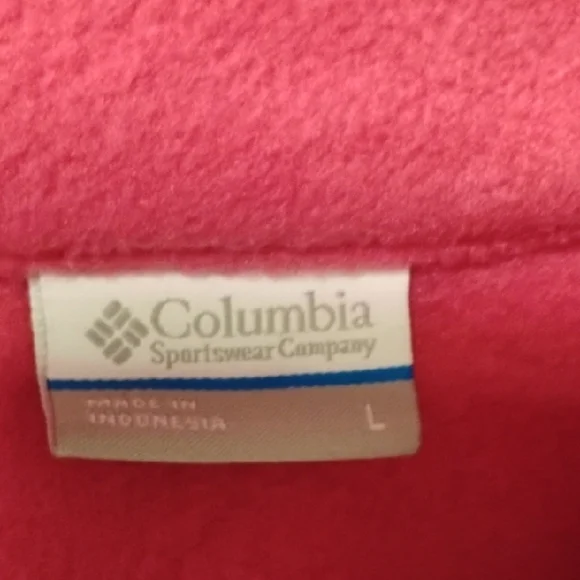 Columbia
Sportswear Company
MADE IN
INDONESIA
L